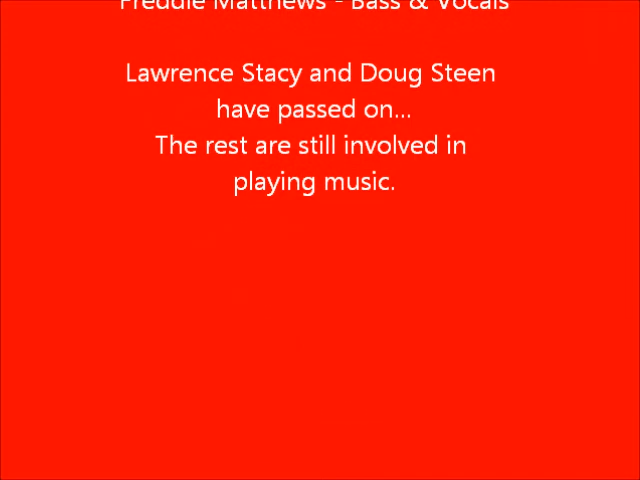 Freddie Matthews - Bass & Vocals
Lawrence Stacy and Doug Steen
have passed on...
The rest are still involved in
playing music.